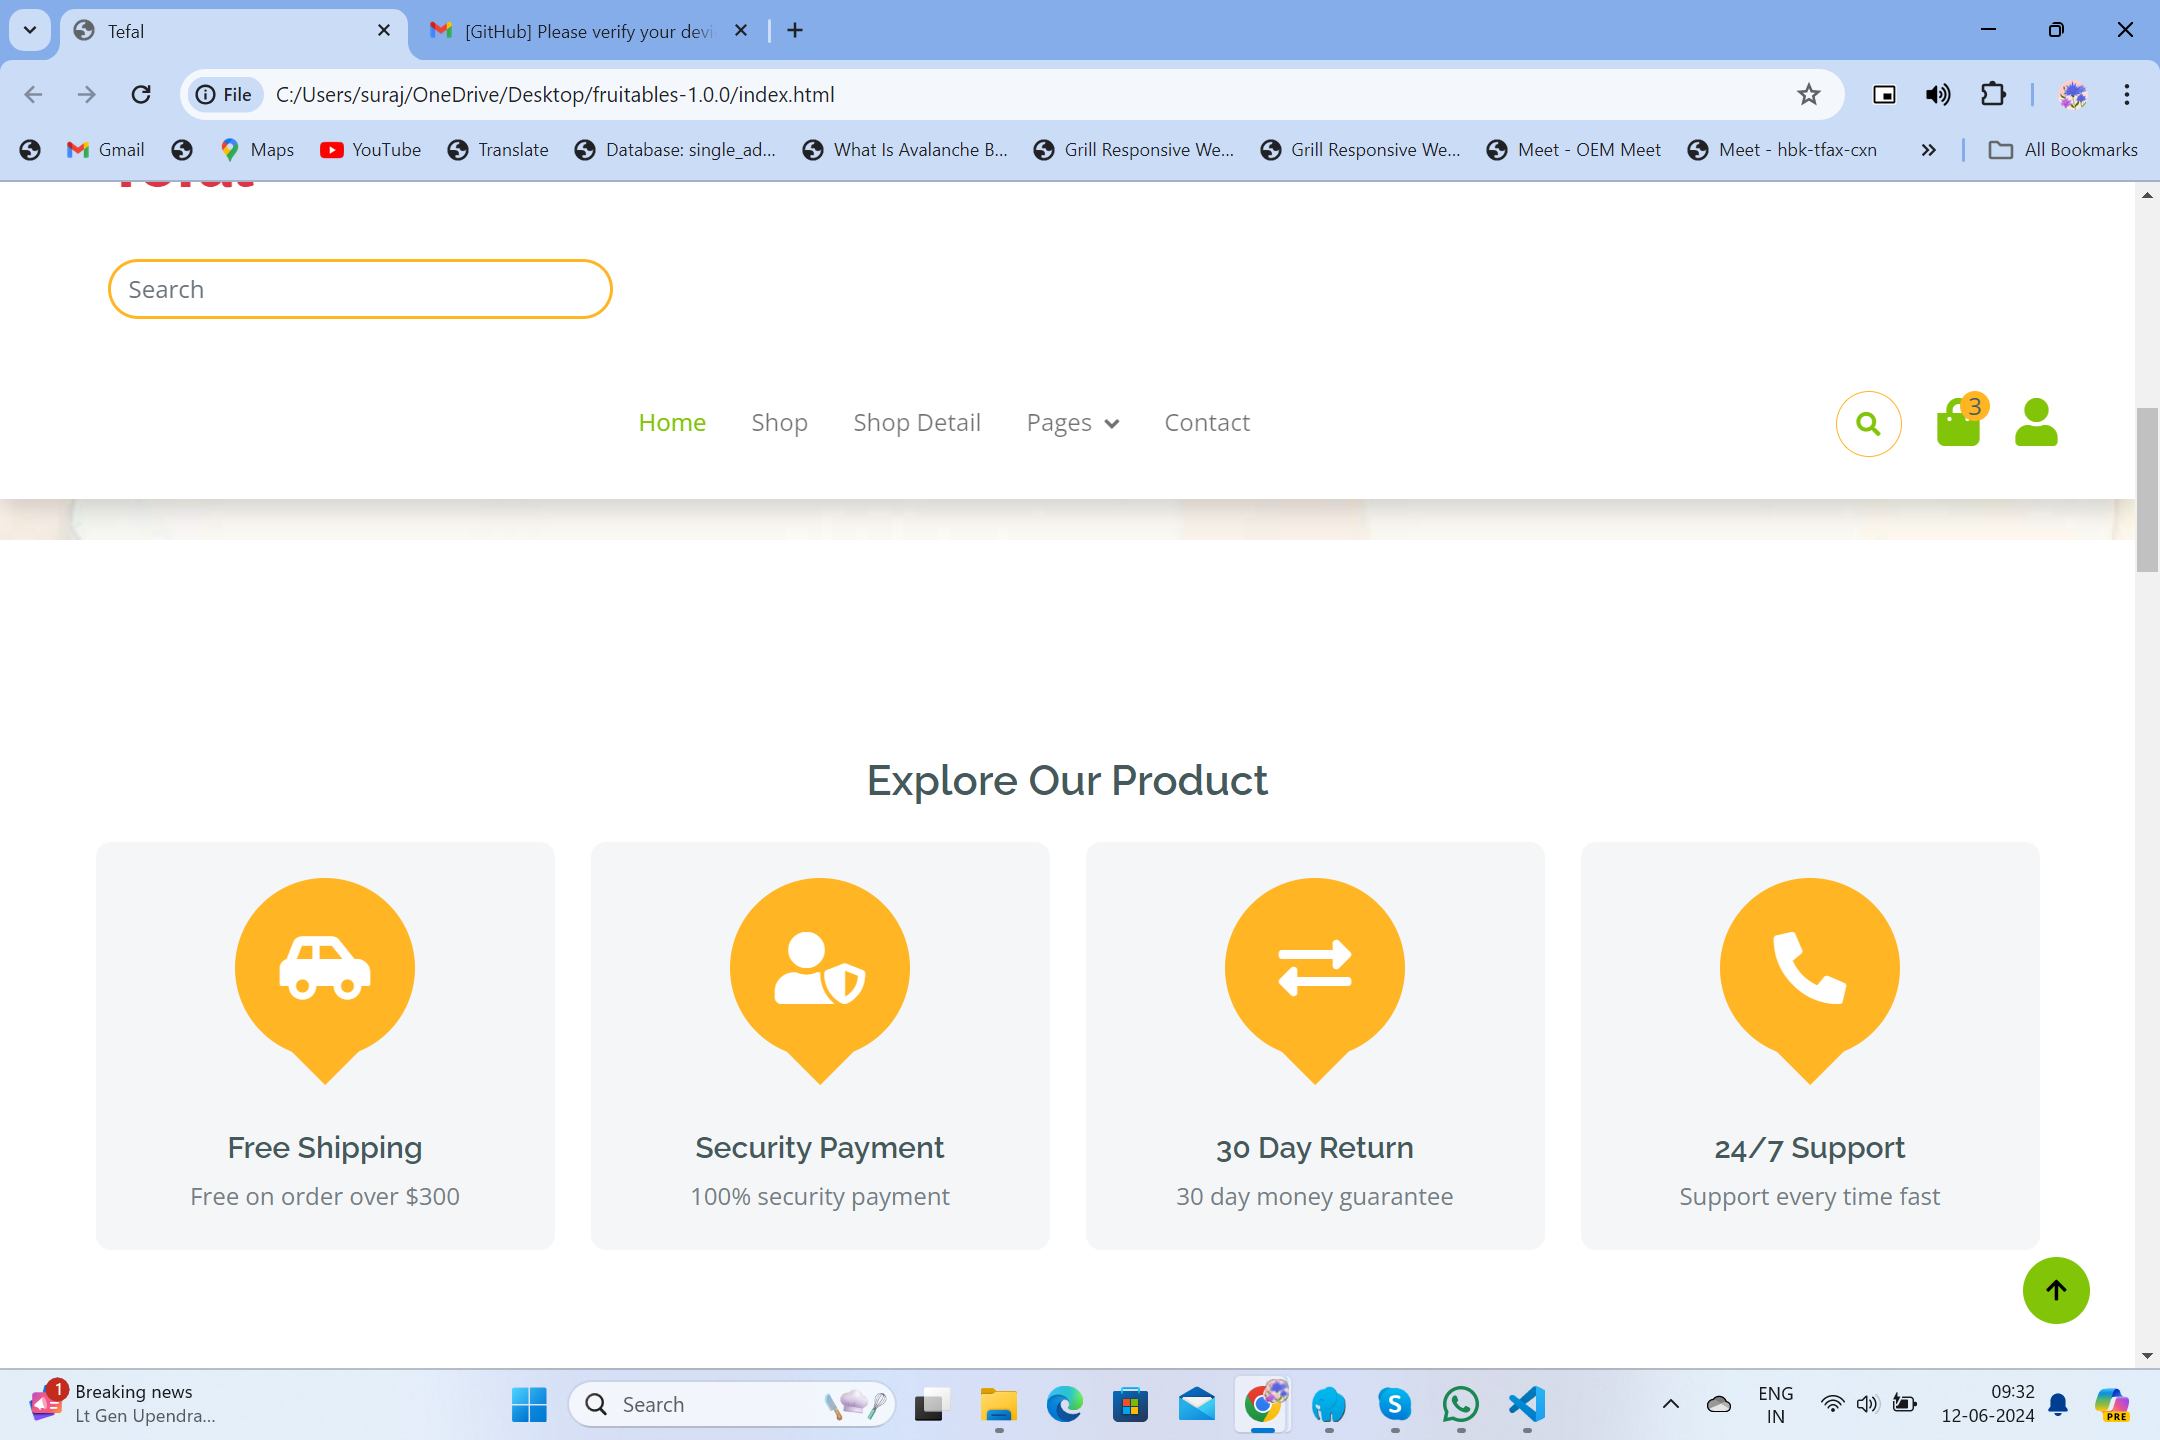 Tefal
[GitHub] Please verify your devi
File
C:/Users/suraj/OneDrive/Desktop/fruitables-1.0.0/index.html
Gmail
Maps
YouTube
Translate
Database: single_ad...
What Is Avalanche B...
Grill Responsive We...
Grill Responsive We...
Meet - OEM Meet
Meet - hbk-tfax-cxn
All Bookmarks
Tefal
Search
Home
Shop
Shop Detail
Pages
Contact
3
Explore Our Product
Free Shipping
Free on order over $300
Security Payment
100% security payment
30 Day Return
30 day money guarantee
24/7 Support
Support every time fast
1
Breaking news
Lt Gen Upendra...
Search
ENG
IN
09:32
12-06-2024
PRE